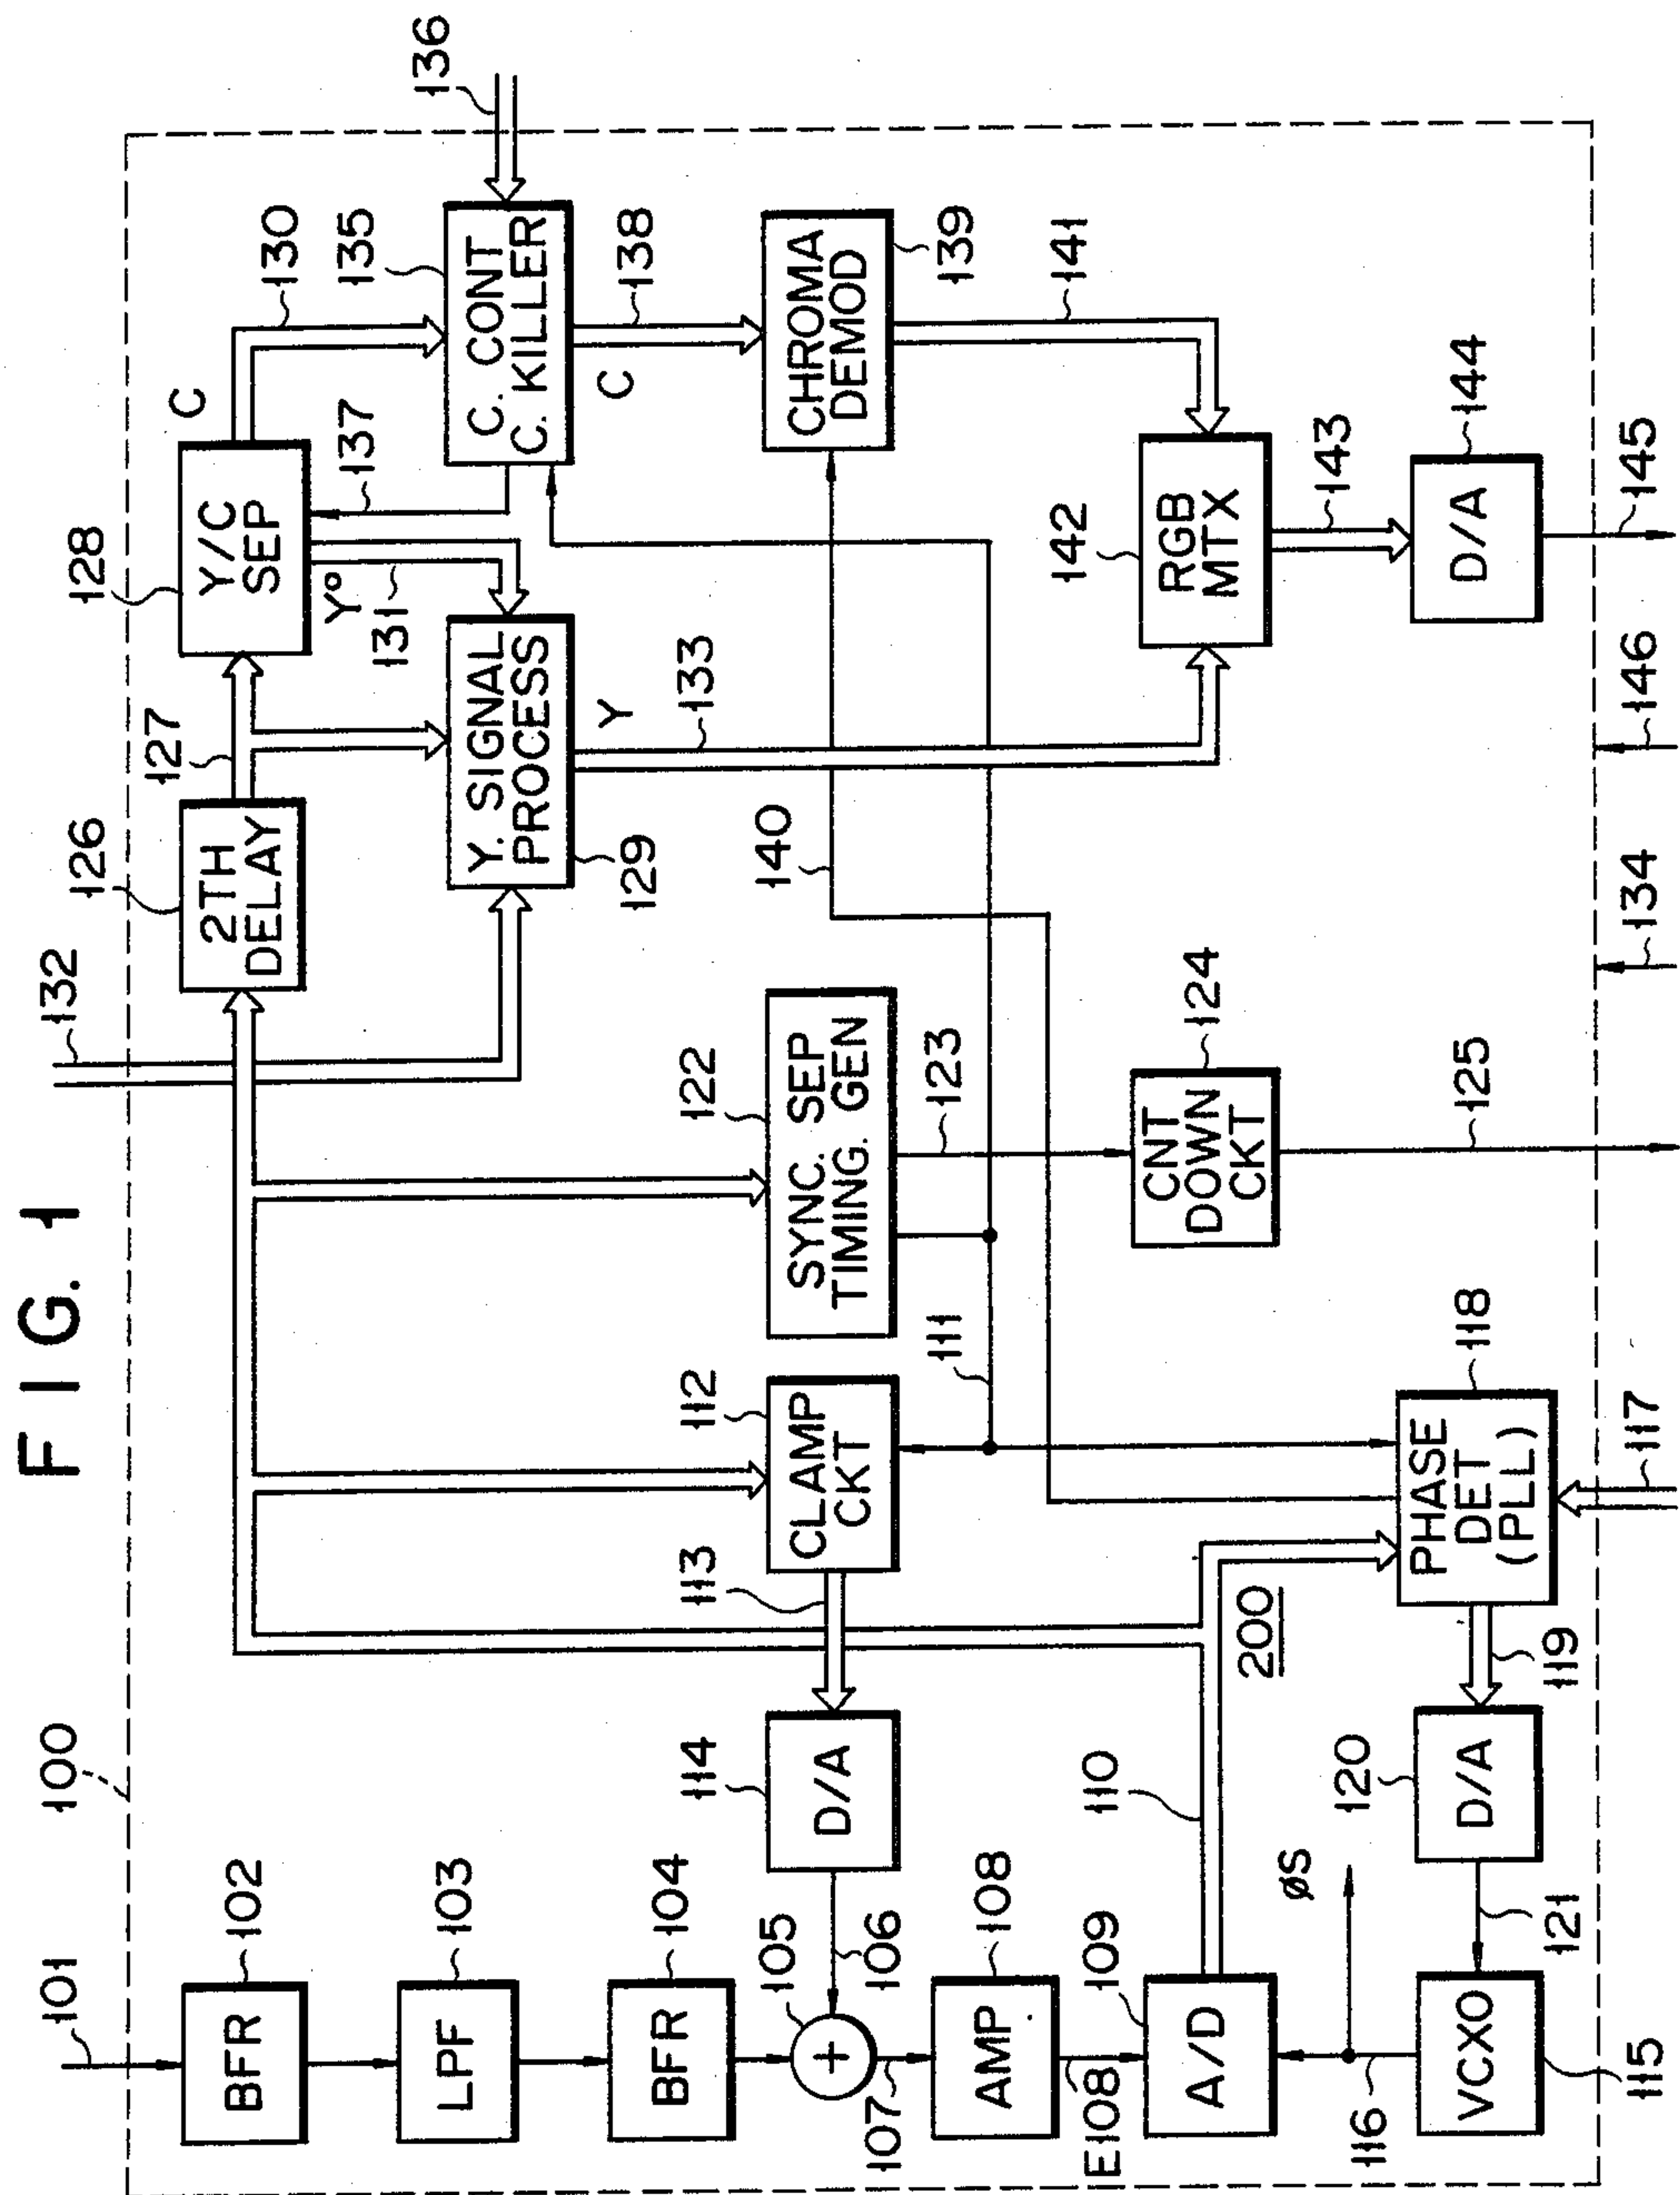 FIG. 1
100
101
BFR
102
LPF
103
BFR
104
+
105
106
107
AMP
108
E108
A/D
109
110
D/A
114
113
CLAMP
CKT
112
111
SYNC. SEP
TIMING. GEN
122
123
CNT
DOWN
CKT
124
125
132
2TH
DELAY
126
127
Y/C
SEP
128
C
130
Yo
131
137
Y. SIGNAL
PROCESS
129
Y
133
C. CONT
C. KILLER
135
136
C
138
CHROMA
DEMOD
139
140
141
RGB
MTX
142
143
D/A
144
145
146
134
200
PHASE
DET
(PLL)
118
117
119
D/A
120
121
VCXO
115
116
øS